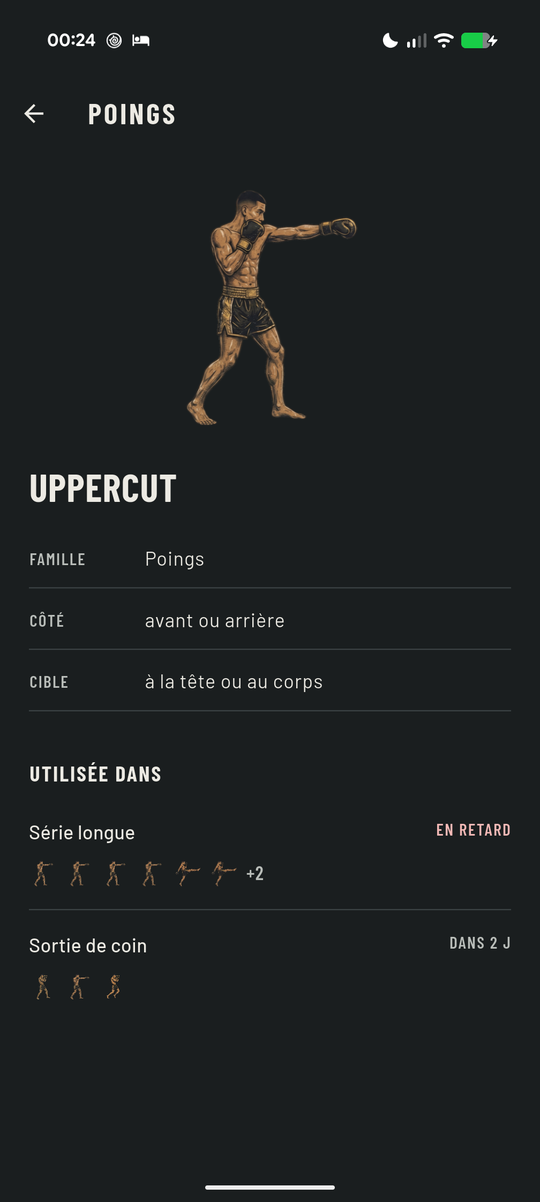 00:24
POINGS
UPPERCUT
FAMILLE Poings
CÔTÉ avant ou arrière
CIBLE à la tête ou au corps
UTILISÉE DANS
Série longue EN RETARD
+2
Sortie de coin DANS 2 J